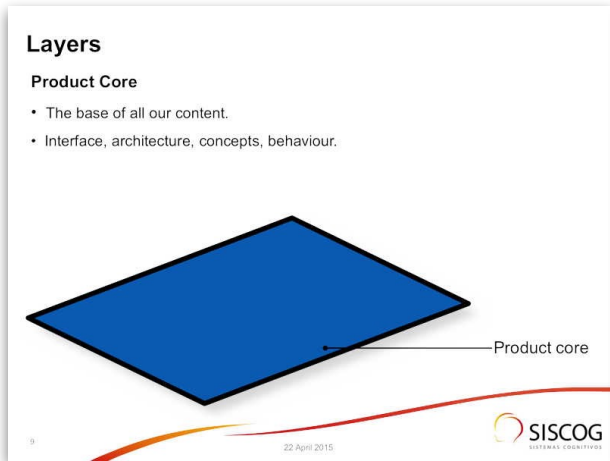 Layers
Product Core
• The base of all our content.
• Interface, architecture, concepts, behaviour.
Product core
9
22 April 2015
SISCOG
SISTEMAS COGNITIVOS